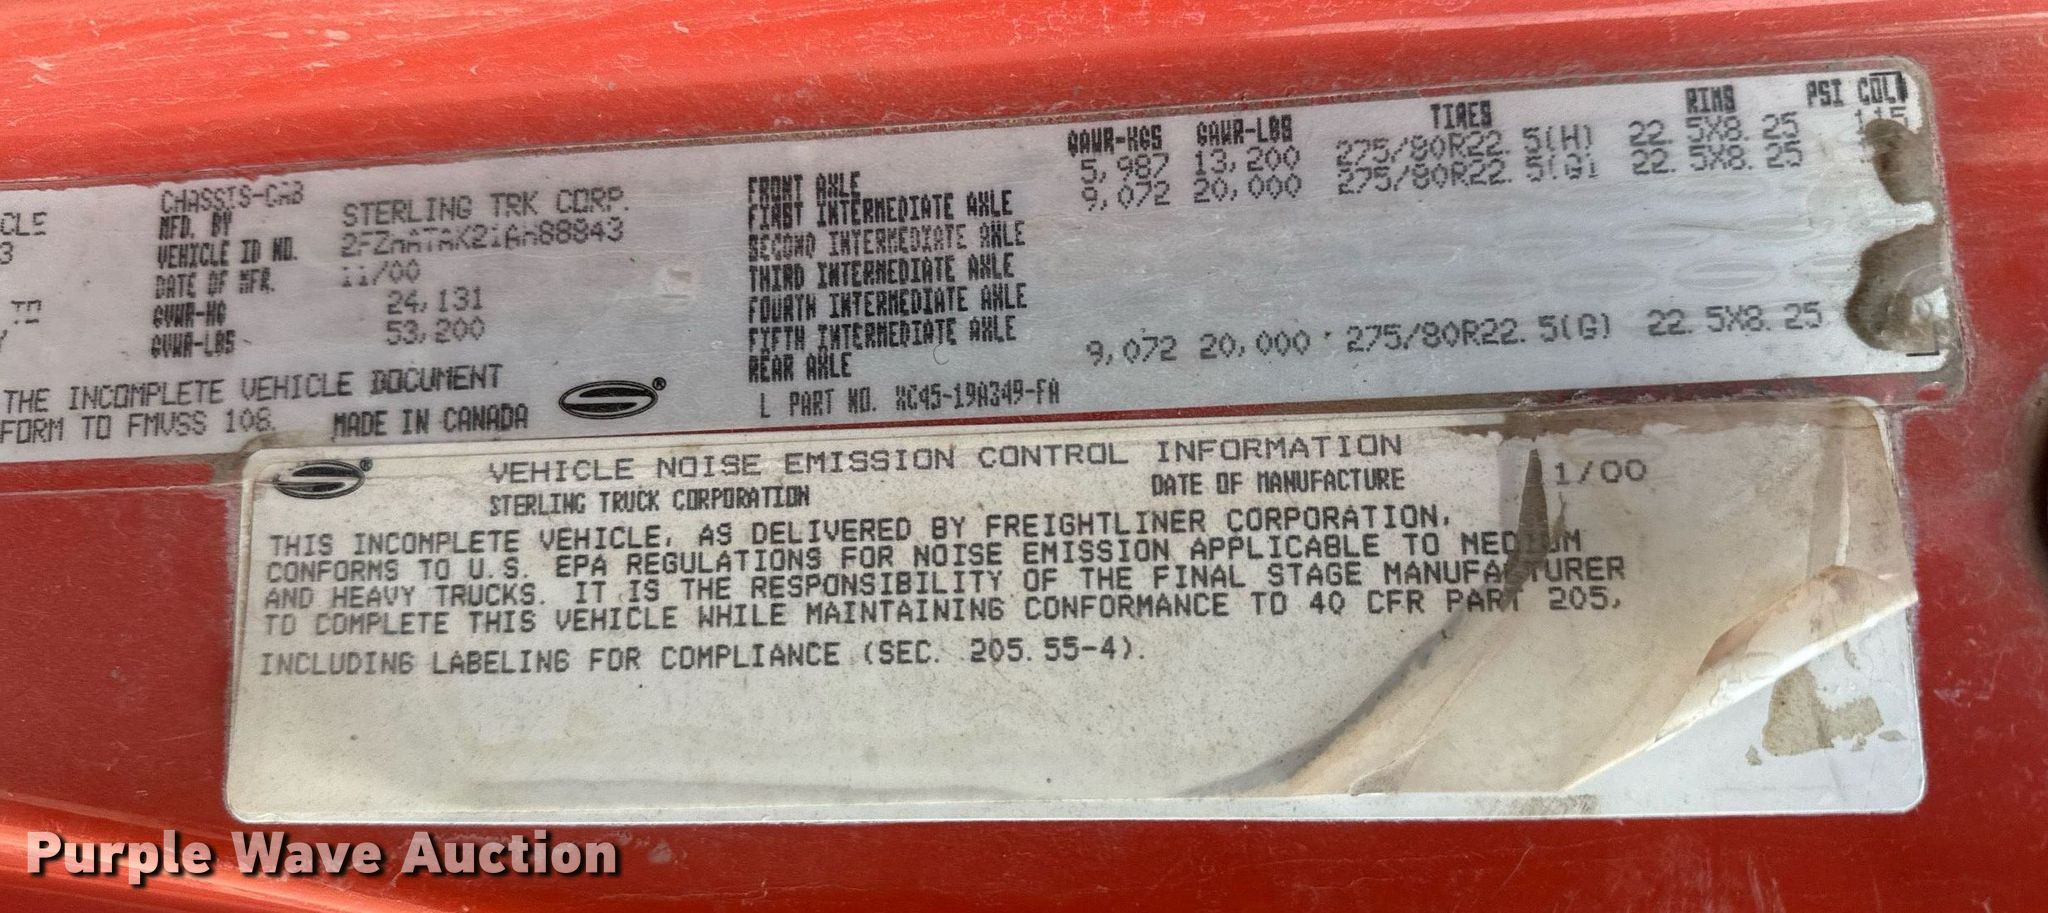 CHASSIS-CAB
MFD. BY STERLING TRK CORP.
VEHICLE ID NO.
DATE OF MFR. 11/00
GVWR-KG 24,131
GVWR-LBS 53,200
THE INCOMPLETE VEHICLE DOCUMENT
FORM TO FMVSS 108. MADE IN CANADA
GAWR-KGS GAWR-LBS TIRES RIMS PSI COLD
FRONT AXLE 5,987 13,200 275/80R22.5(H) 22.5X8.25 115
FIRST INTERMEDIATE AXLE 9,072 20,000 275/80R22.5(G) 22.5X8.25
SECOND INTERMEDIATE AXLE
THIRD INTERMEDIATE AXLE
FOURTH INTERMEDIATE AXLE
FIFTH INTERMEDIATE AXLE
REAR AXLE 9,072 20,000 275/80R22.5(G) 22.5X8.25
L PART NO. XC45-19A349-FA
VEHICLE NOISE EMISSION CONTROL INFORMATION
STERLING TRUCK CORPORATION DATE OF MANUFACTURE 11/00
THIS INCOMPLETE VEHICLE, AS DELIVERED BY FREIGHTLINER CORPORATION,
CONFORMS TO U.S. EPA REGULATIONS FOR NOISE EMISSION APPLICABLE TO MEDIUM
AND HEAVY TRUCKS. IT IS THE RESPONSIBILITY OF THE FINAL STAGE MANUFACTURER
TO COMPLETE THIS VEHICLE WHILE MAINTAINING CONFORMANCE TO 40 CFR PART 205,
INCLUDING LABELING FOR COMPLIANCE (SEC. 205.55-4).
Purple Wave Auction